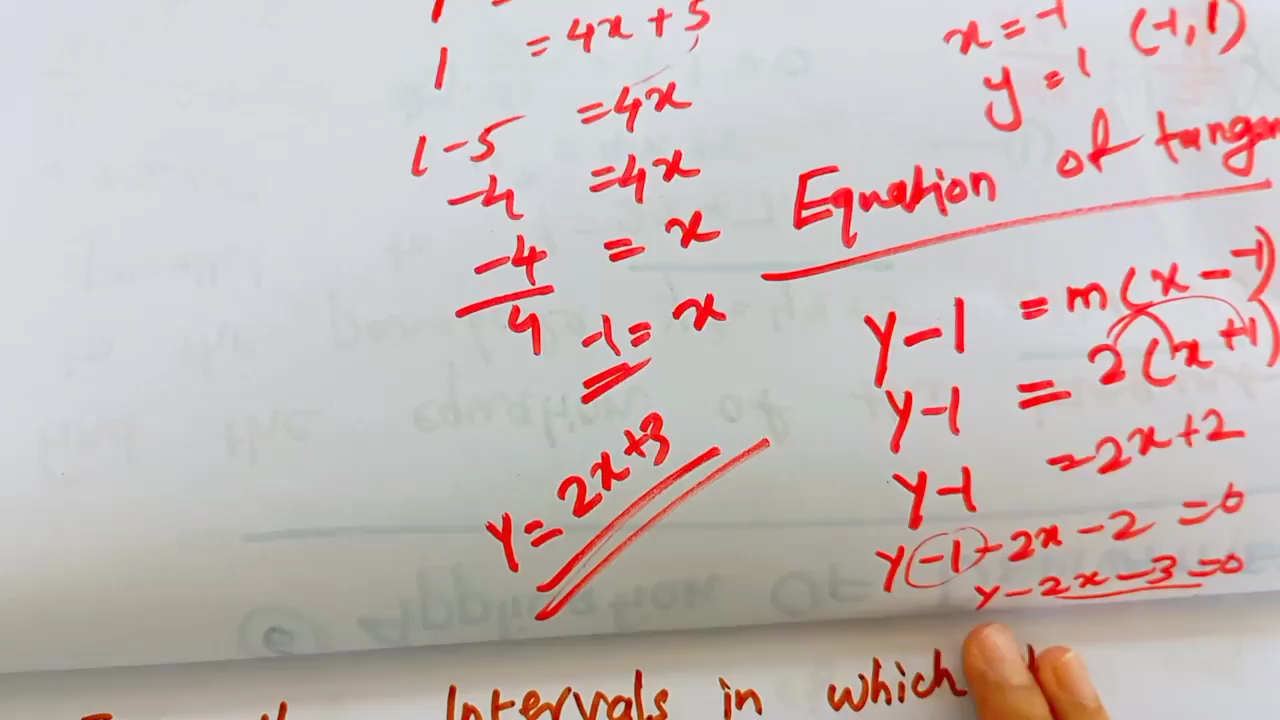 1 = 4x + 5
1 - 5 = 4x
-4 = 4x
-4/4 = x
-1 = x
y = 2x+3
x = -1 (-1,1)
y = 1
Equation of
y-1 = m(x - -1)
y-1 = 2(x+1)
y-1 = 2x+2
y-1-2x-2 = 0
y-2x-3=0
Intervals in which